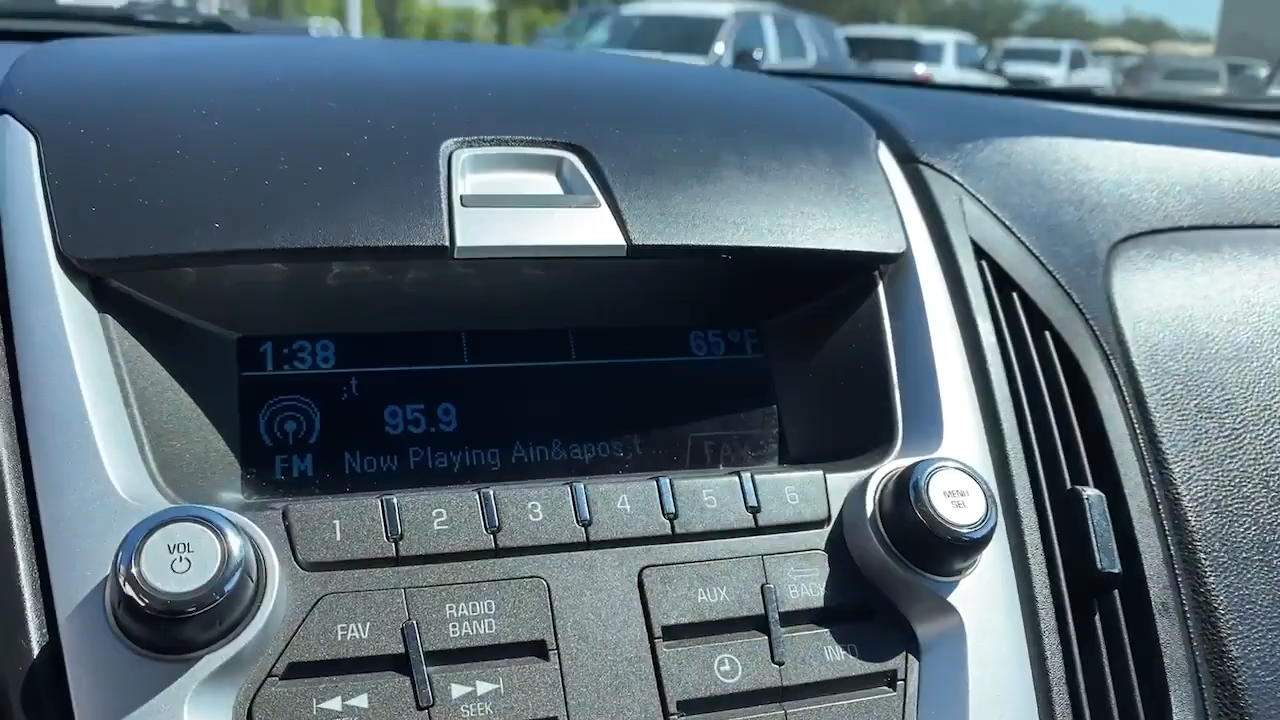 1:38
65°F
;t
95.9
FM
Now Playing Ain&apos;t ...
FAV
1
2
3
4
5
6
VOL
MENU
SEL
FAV
RADIO
BAND
AUX
BACK
INFO
SEEK